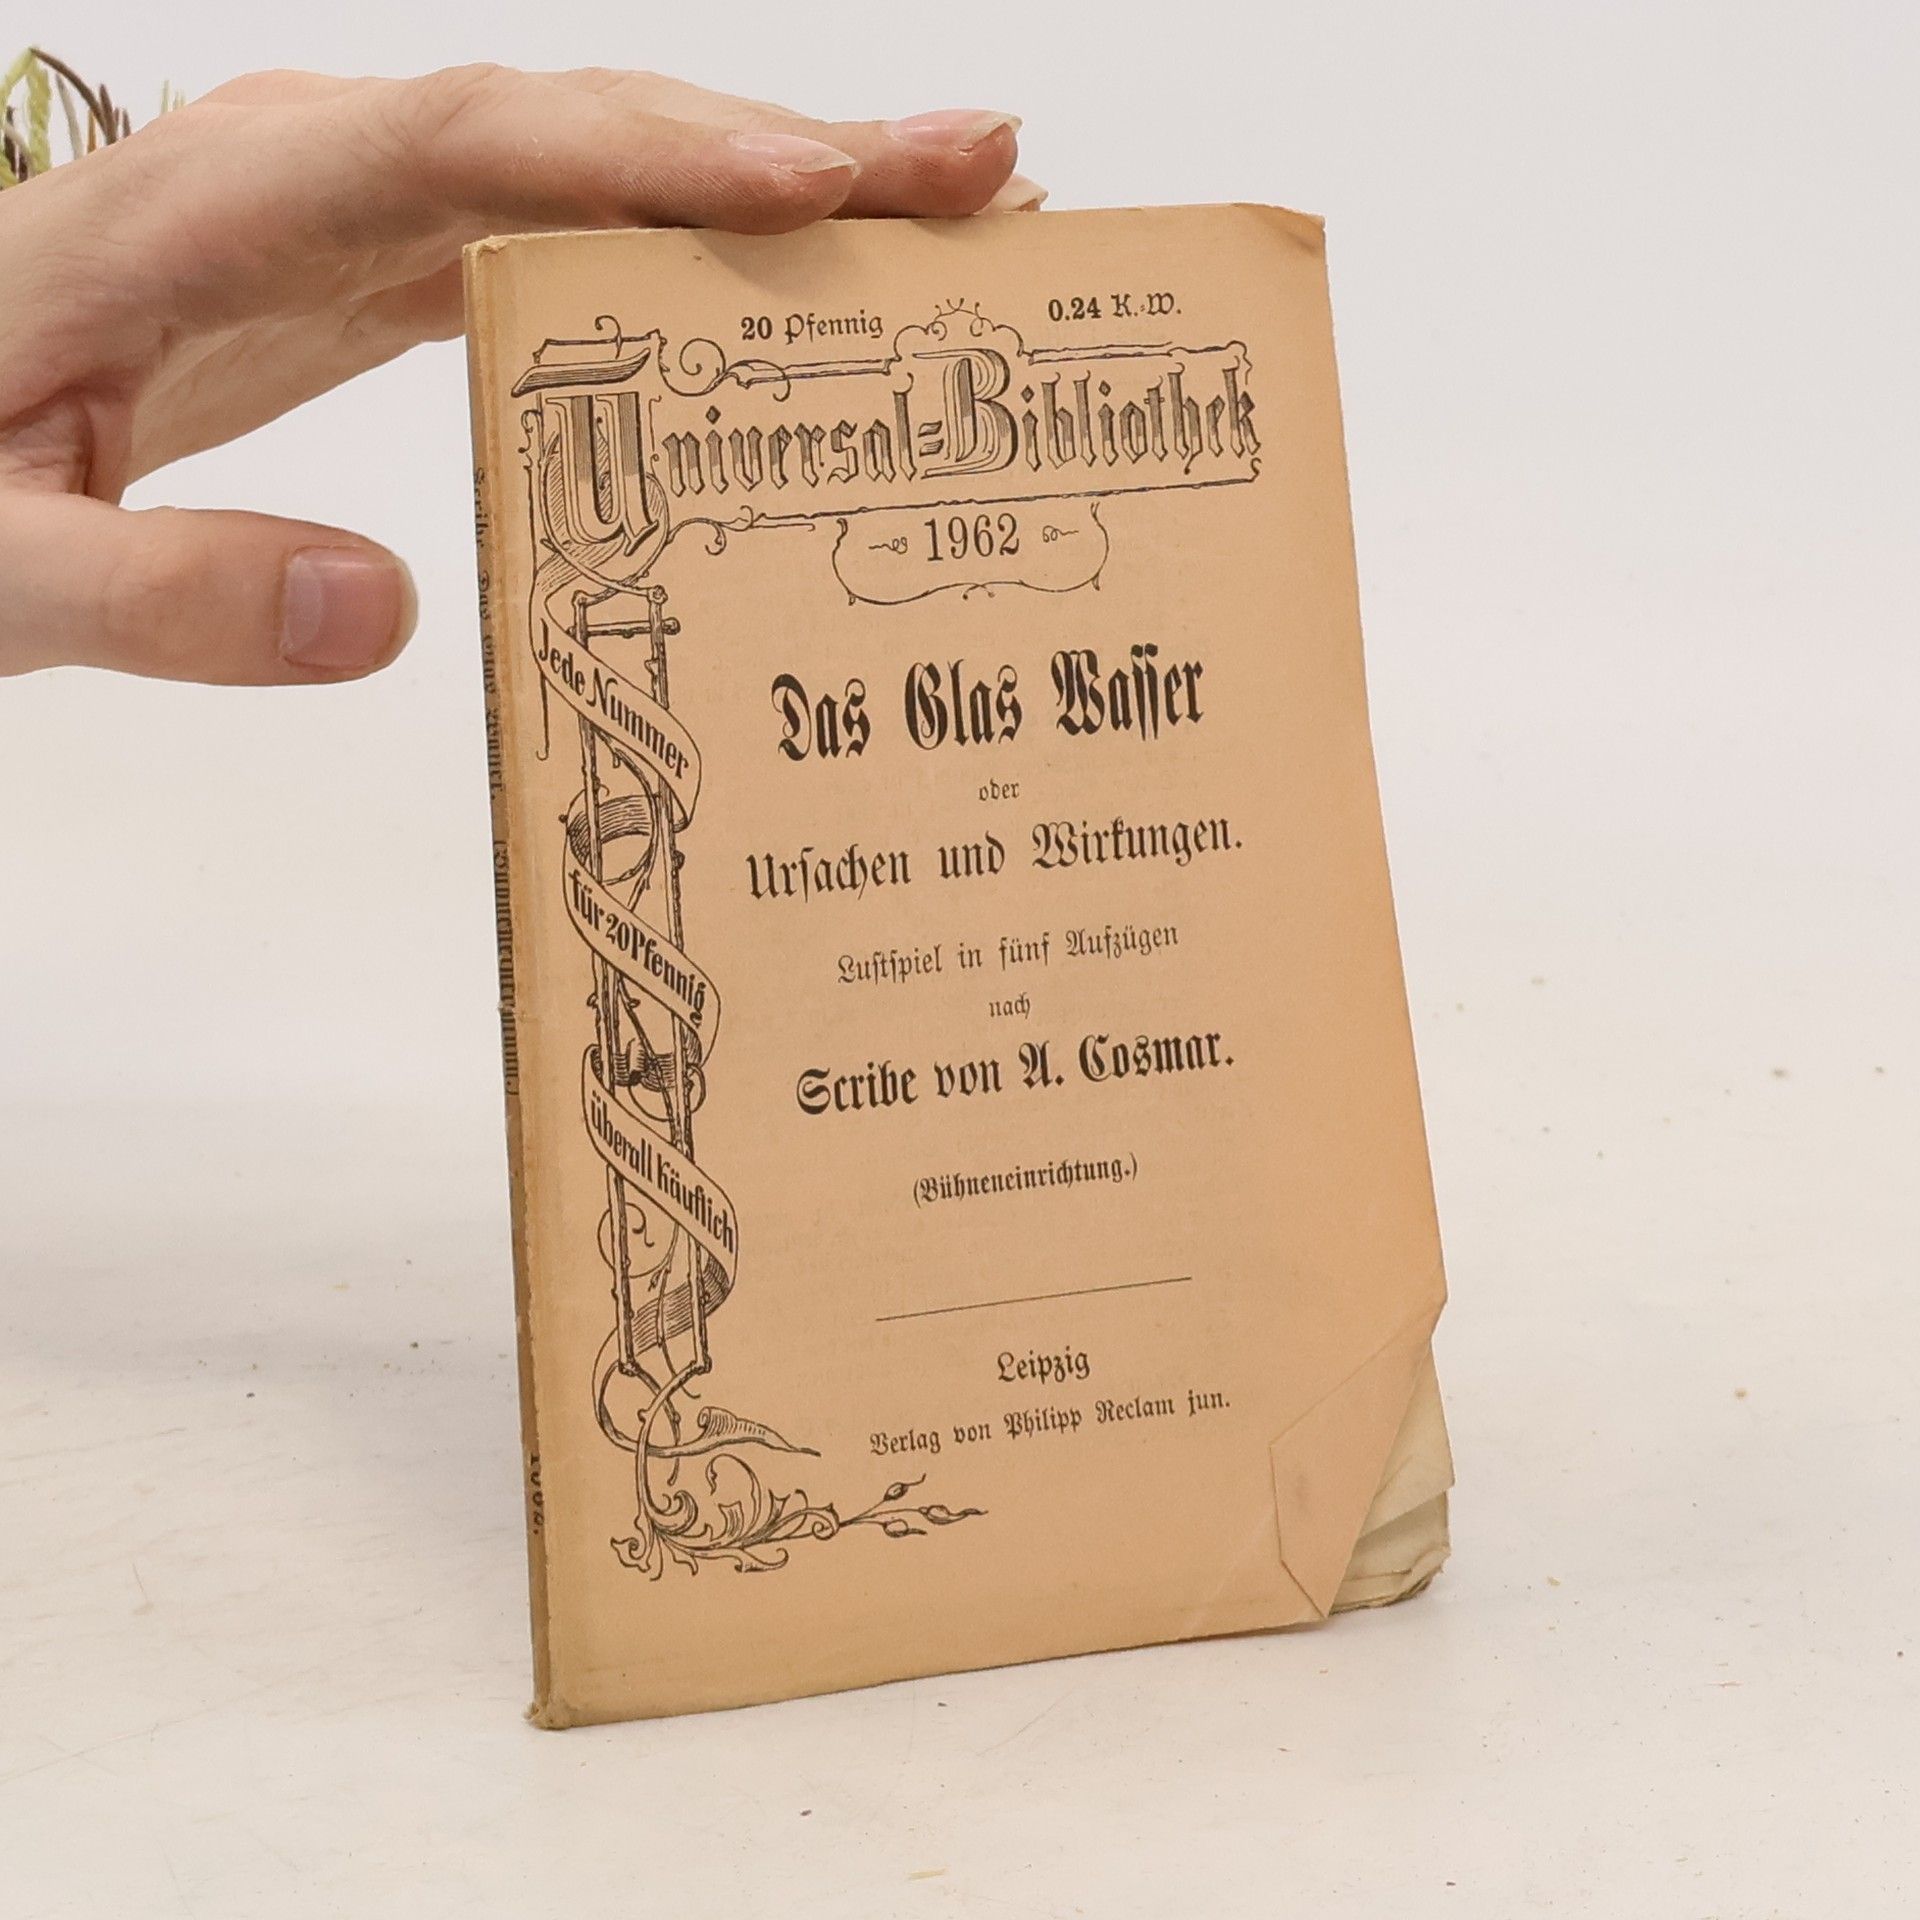 20 Pfennig 0.24 K.-W.
Universal=Bibliothek
1962
Jede Nummer
für 20 Pfennig
überall käuflich
Das Glas Wasser
oder
Ursachen und Wirkungen.
Lustspiel in fünf Aufzügen
nach
Scribe von A. Cosmar.
(Bühneneinrichtung.)
Leipzig
Verlag von Philipp Reclam jun.